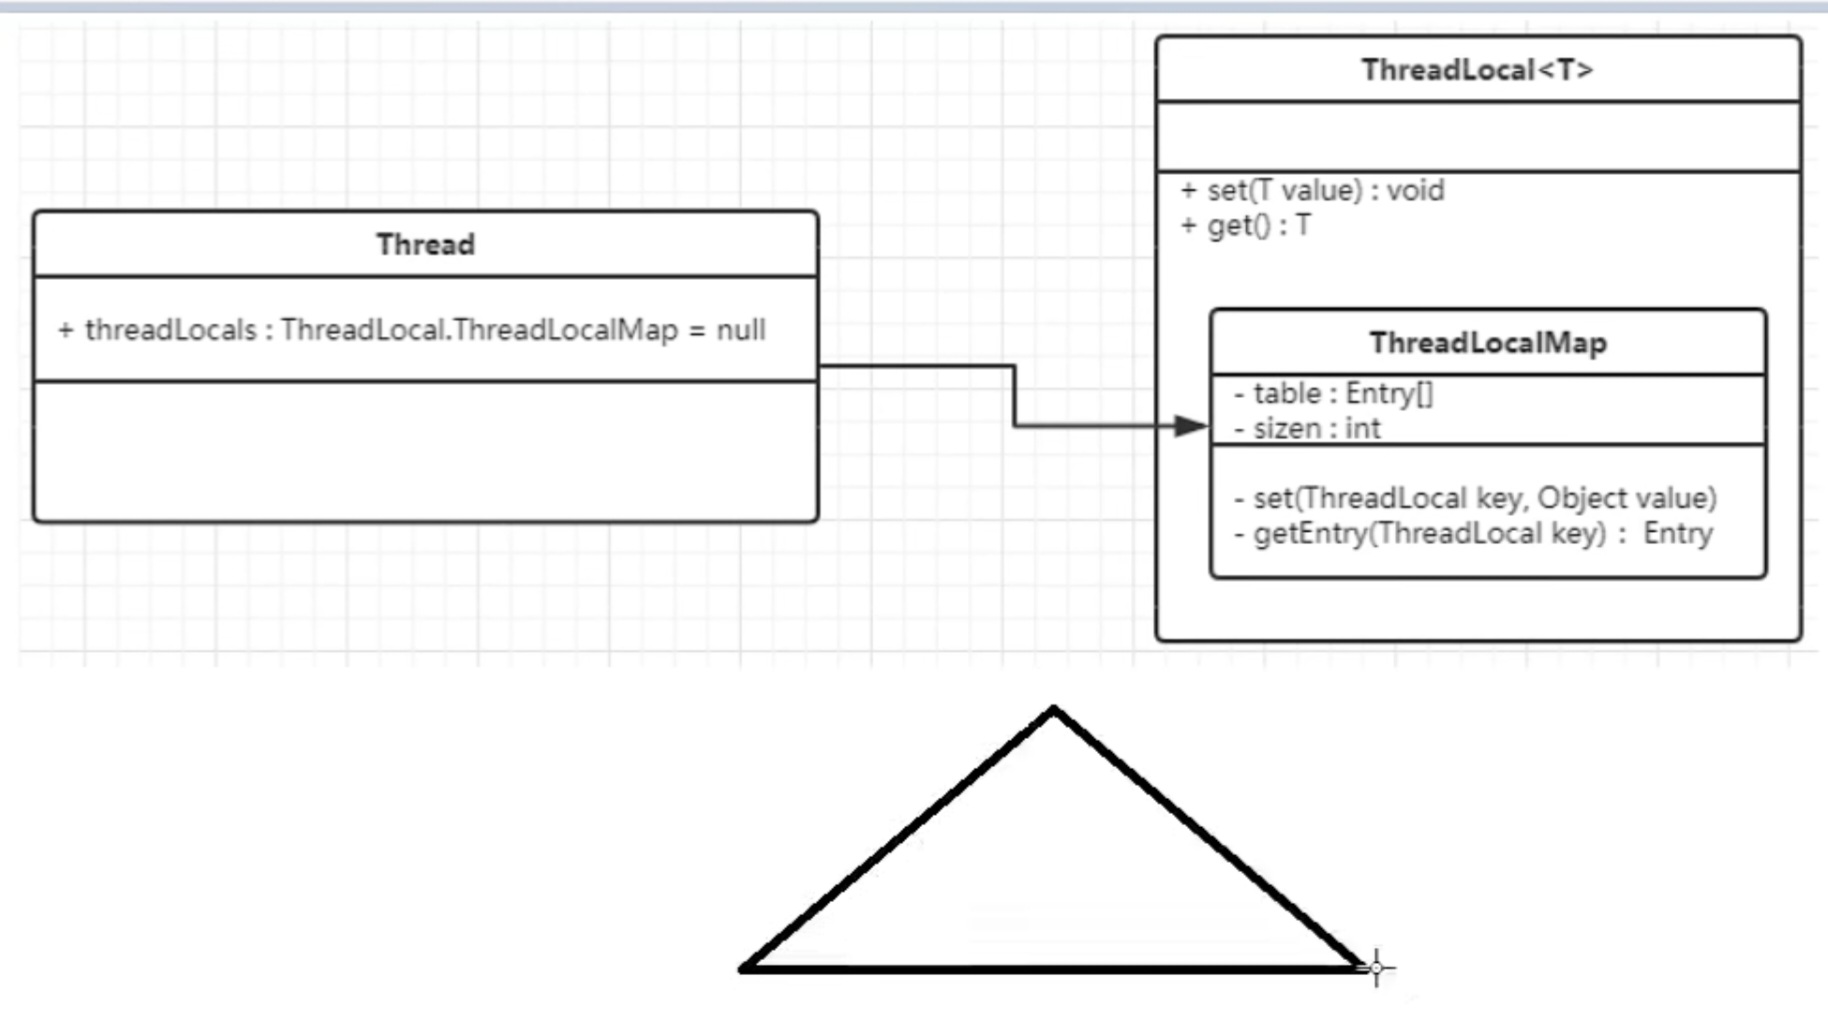 Thread
+ threadLocals : ThreadLocal.ThreadLocalMap = null
ThreadLocal<T>
+ set(T value) : void
+ get() : T
ThreadLocalMap
- table : Entry[]
- sizen : int
- set(ThreadLocal key, Object value)
- getEntry(ThreadLocal key) : Entry